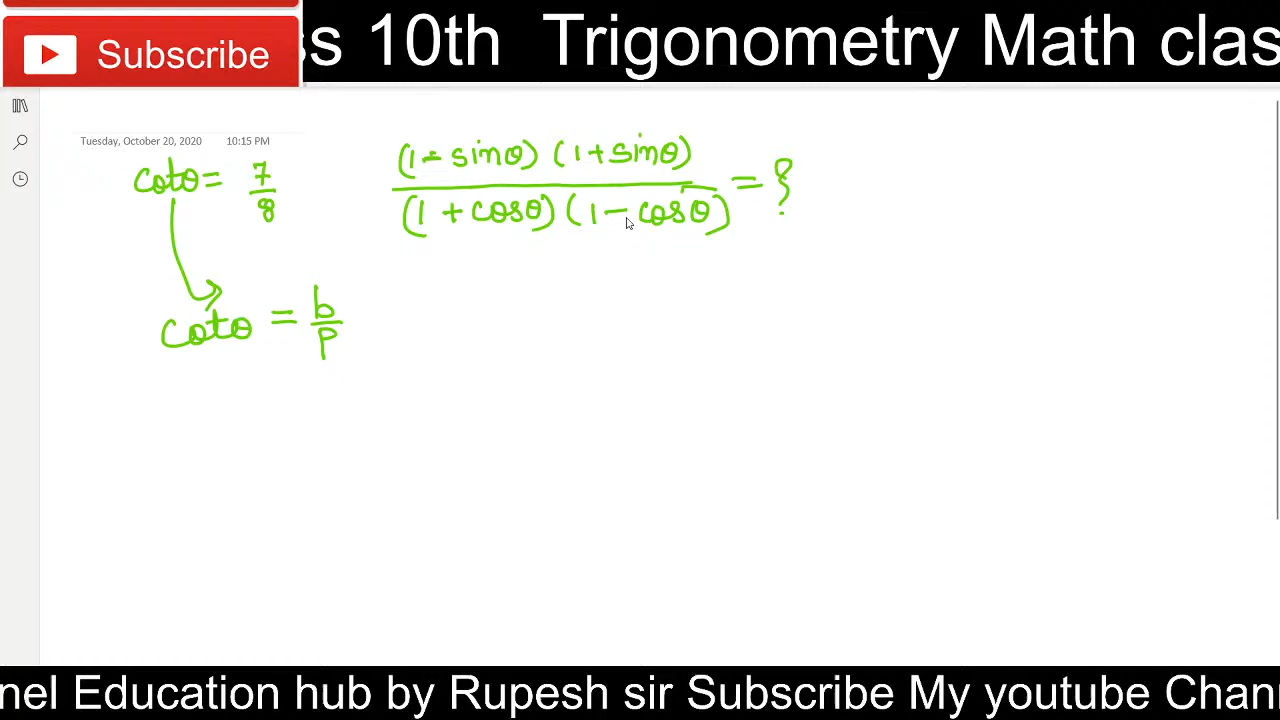 ss 10th Trigonometry Math clas
Subscribe
Tuesday, October 20, 2020 10:15 PM
cotθ = 7/8
(1 - sinθ) (1 + sinθ) / (1 + cosθ) (1 - cosθ) = ?
cotθ = b/p
nel Education hub by Rupesh sir Subscribe My youtube Chan